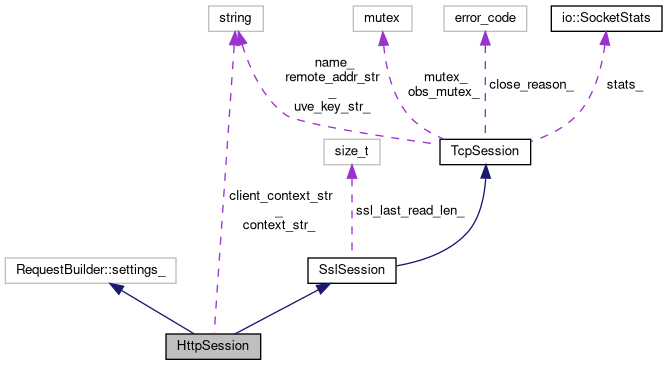 string
mutex
error_code
io::SocketStats
name_
remote_addr_str
_
uve_key_str_
mutex_
obs_mutex_
close_reason_
stats_
size_t
TcpSession
client_context_str
_
context_str_
ssl_last_read_len_
RequestBuilder::settings_
SslSession
HttpSession